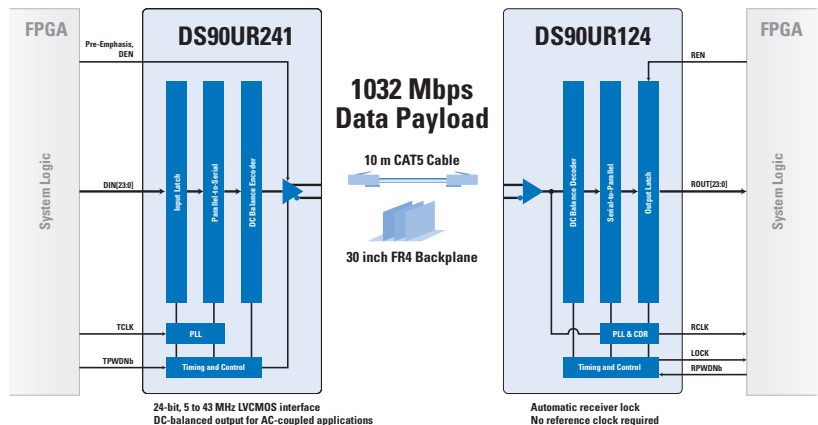 FPGA
System Logic
Pre-Emphasis,
DEN
DIN[23:0]
TCLK
TPWDNb
DS90UR241
Input Latch
Parallel-to-Serial
DC Balance Encoder
PLL
Timing and Control
24-bit, 5 to 43 MHz LVCMOS interface
DC-balanced output for AC-coupled applications
1032 Mbps
Data Payload
10 m CAT5 Cable
30 inch FR4 Backplane
DS90UR124
DC Balance Decoder
Serial-to-Parallel
Output Latch
PLL & CDR
Timing and Control
Automatic receiver lock
No reference clock required
REN
ROUT[23:0]
RCLK
LOCK
RPWDNb
FPGA
System Logic